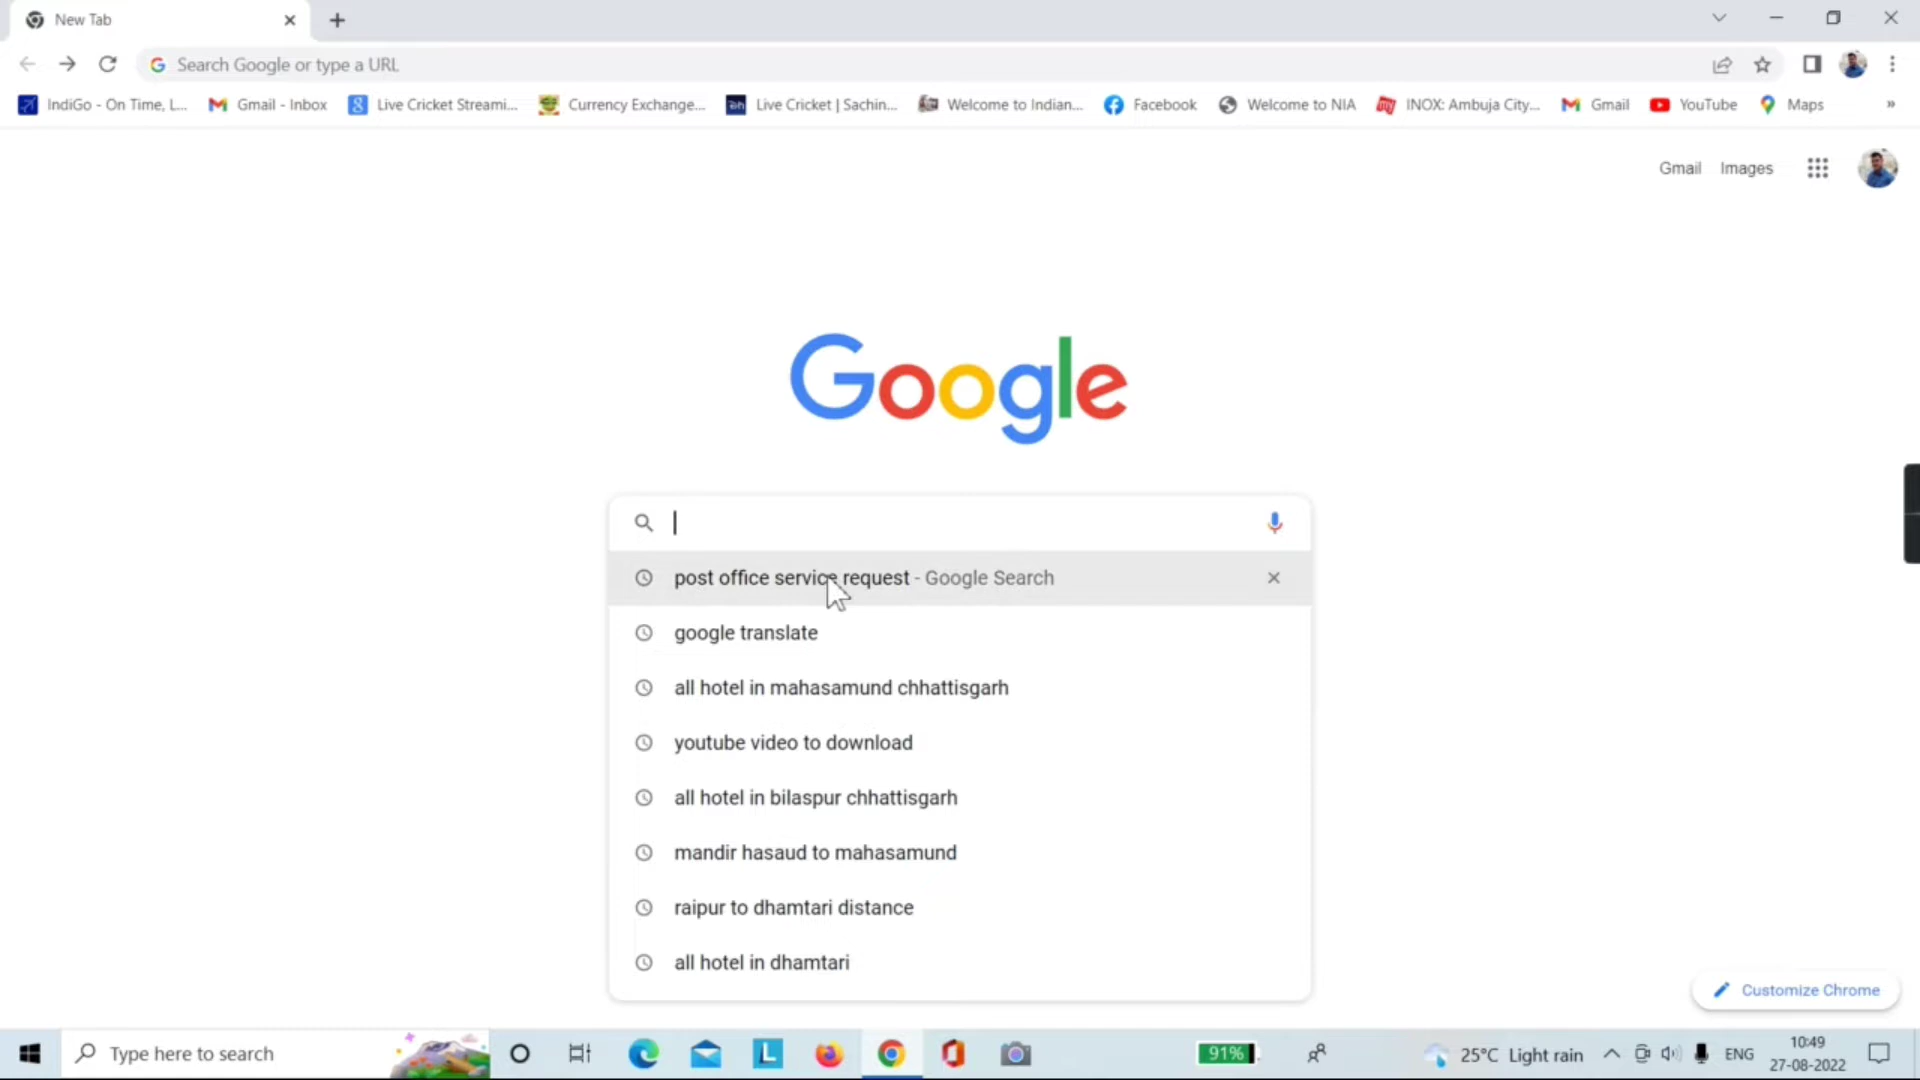 New Tab
Search Google or type a URL
IndiGo - On Time, L... Gmail - Inbox Live Cricket Streami... Currency Exchange... Live Cricket | Sachin... Welcome to Indian... Facebook Welcome to NIA INOX: Ambuja City... Gmail YouTube Maps »
Gmail Images
Google
post office service request - Google Search
google translate
all hotel in mahasamund chhattisgarh
youtube video to download
all hotel in bilaspur chhattisgarh
mandir hasaud to mahasamund
raipur to dhamtari distance
all hotel in dhamtari
Customize Chrome
Type here to search
91%
25°C Light rain
ENG
10:49
27-08-2022